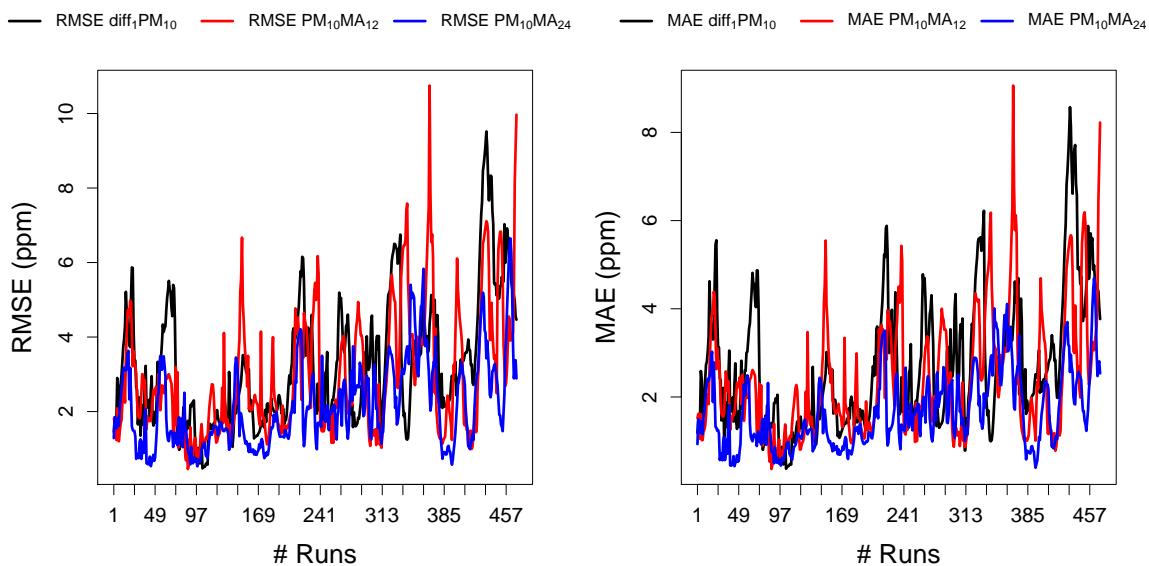 RMSE diff₁PM₁₀ RMSE PM₁₀MA₁₂ RMSE PM₁₀MA₂₄
RMSE (ppm)
10
8
6
4
2
1 49 97 169 241 313 385 457
# Runs
MAE diff₁PM₁₀ MAE PM₁₀MA₁₂ MAE PM₁₀MA₂₄
MAE (ppm)
8
6
4
2
1 49 97 169 241 313 385 457
# Runs